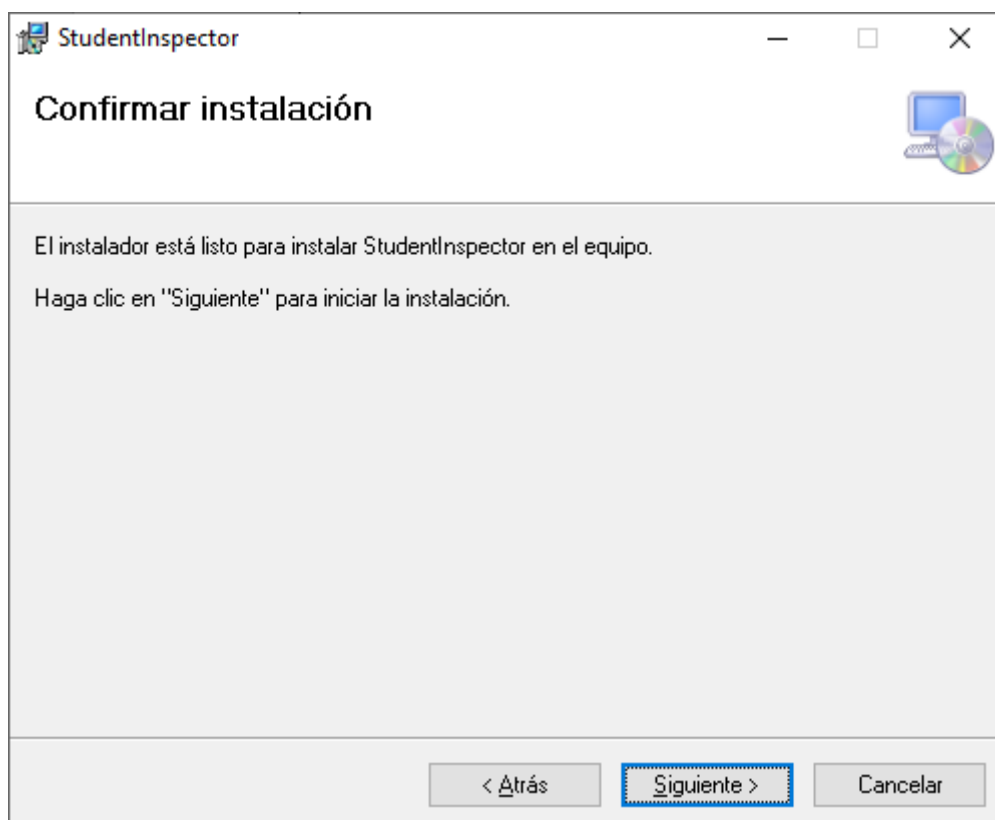 StudentInspector
Confirmar instalación
El instalador está listo para instalar StudentInspector en el equipo.
Haga clic en "Siguiente" para iniciar la instalación.
< Atrás
Siguiente >
Cancelar